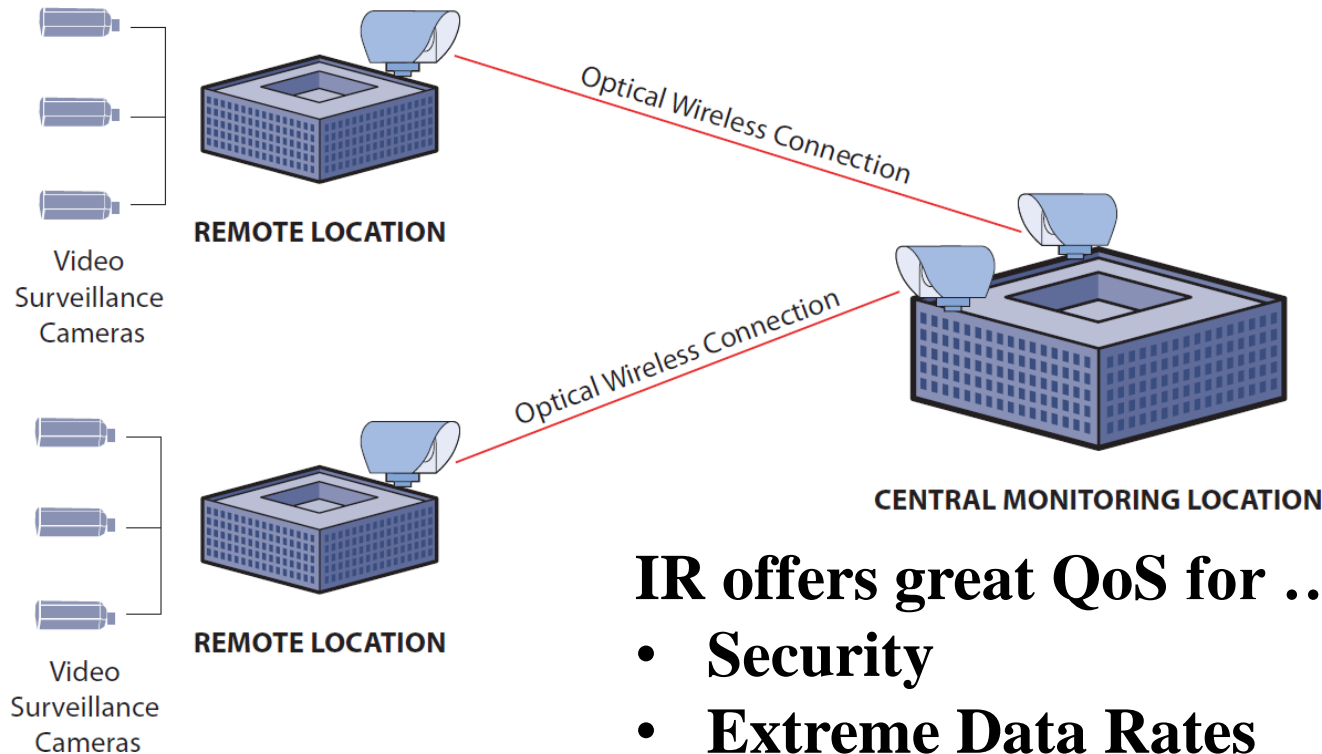 Optical Wireless Connection
REMOTE LOCATION
Video
Surveillance
Cameras
Optical Wireless Connection
CENTRAL MONITORING LOCATION
REMOTE LOCATION
Video
Surveillance
Cameras
IR offers great QoS for ..
• Security
• Extreme Data Rates